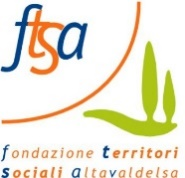 ftsa
fondazione territori
sociali altavaldelsa